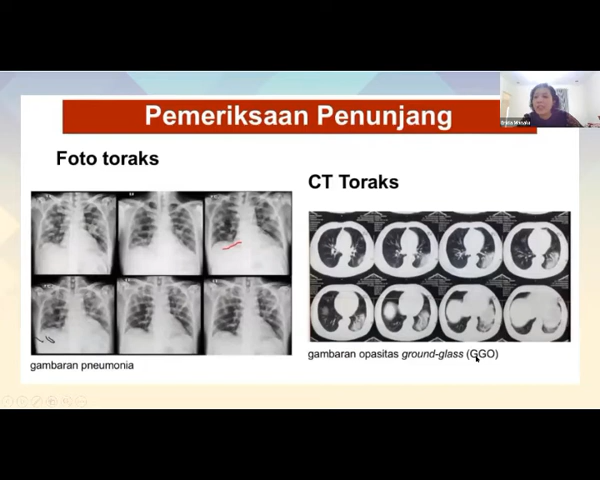 Pemeriksaan Penunjang
Foto toraks
CT Toraks
gambaran opasitas ground-glass (GGO)
gambaran pneumonia